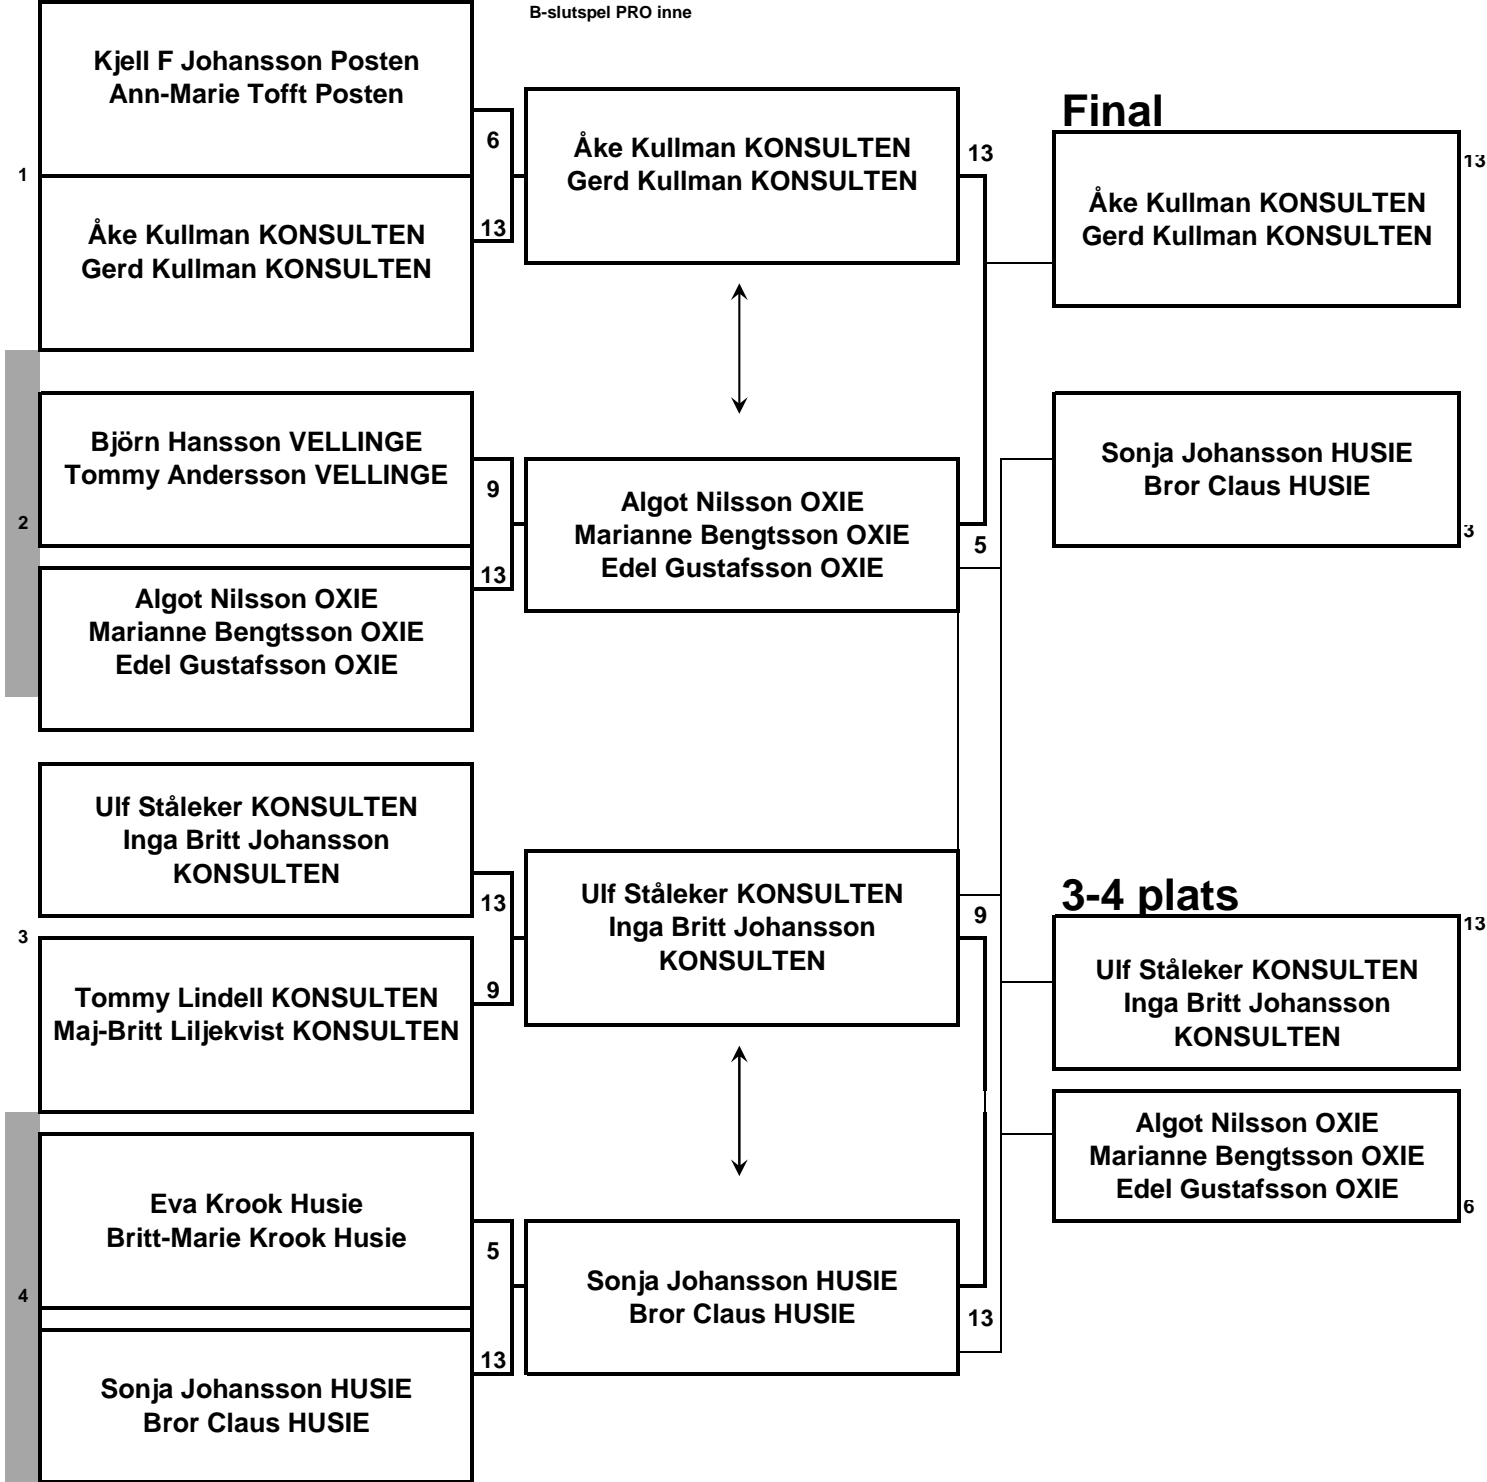 B-slutspel PRO inne
Kjell F Johansson Posten
Ann-Marie Tofft Posten
6
1
13
Åke Kullman KONSULTEN
Gerd Kullman KONSULTEN
Björn Hansson VELLINGE
Tommy Andersson VELLINGE
9
2
13
Algot Nilsson OXIE
Marianne Bengtsson OXIE
Edel Gustafsson OXIE
Ulf Ståleker KONSULTEN
Inga Britt Johansson
KONSULTEN
13
3
9
Tommy Lindell KONSULTEN
Maj-Britt Liljekvist KONSULTEN
Eva Krook Husie
Britt-Marie Krook Husie
5
4
13
Sonja Johansson HUSIE
Bror Claus HUSIE
Åke Kullman KONSULTEN
Gerd Kullman KONSULTEN
13
Algot Nilsson OXIE
Marianne Bengtsson OXIE
Edel Gustafsson OXIE
5
Ulf Ståleker KONSULTEN
Inga Britt Johansson
KONSULTEN
9
Sonja Johansson HUSIE
Bror Claus HUSIE
13
Final
13
Åke Kullman KONSULTEN
Gerd Kullman KONSULTEN
Sonja Johansson HUSIE
Bror Claus HUSIE
3
3-4 plats
13
Ulf Ståleker KONSULTEN
Inga Britt Johansson
KONSULTEN
Algot Nilsson OXIE
Marianne Bengtsson OXIE
Edel Gustafsson OXIE
6